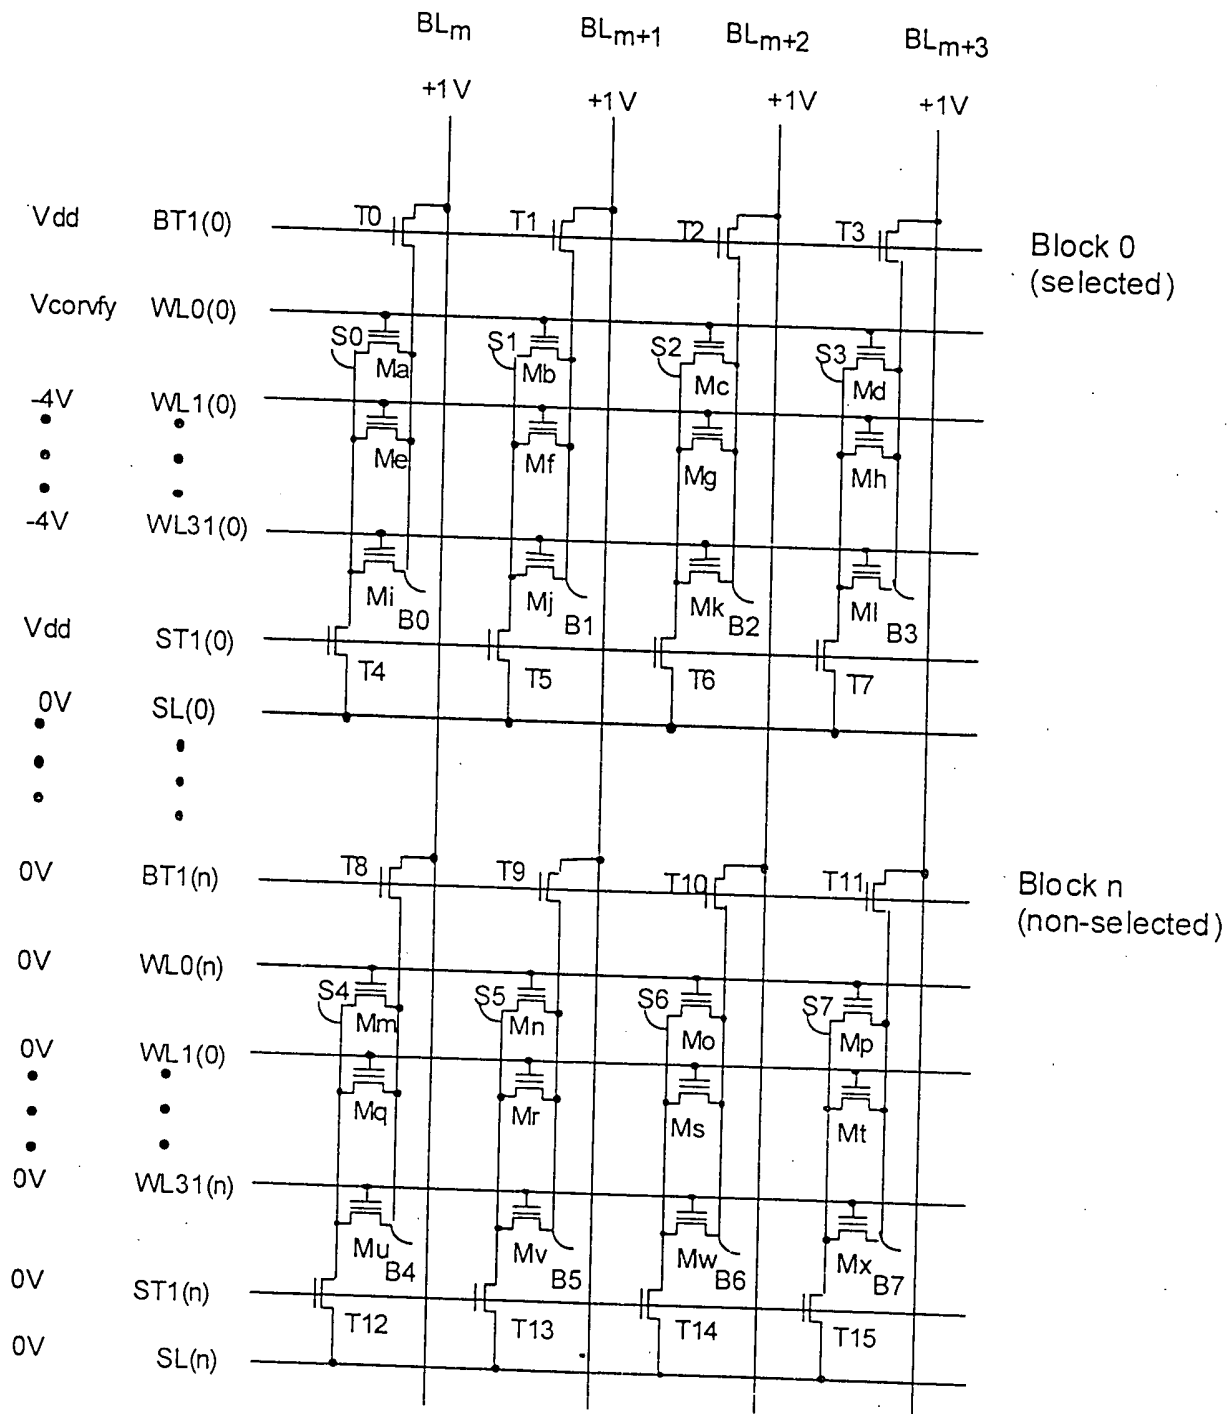 BLm BLm+1 BLm+2 BLm+3
+1V +1V +1V +1V
Vdd BT1(0) T0 T1 T2 T3 Block 0
(selected)
Vcorvfy WL0(0)
S0 Ma S1 Mb S2 Mc S3 Md
-4V WL1(0)
Me Mf Mg Mh
-4V WL31(0)
Mi B0 Mj B1 Mk B2 Ml B3
Vdd ST1(0)
T4 T5 T6 T7
0V SL(0)
0V BT1(n) T8 T9 T10 T11 Block n
(non-selected)
0V WL0(n)
S4 Mm S5 Mn S6 Mo S7 Mp
0V WL1(0)
Mq Mr Ms Mt
0V WL31(n)
Mu B4 Mv B5 Mw B6 Mx B7
0V ST1(n)
T12 T13 T14 T15
0V SL(n)